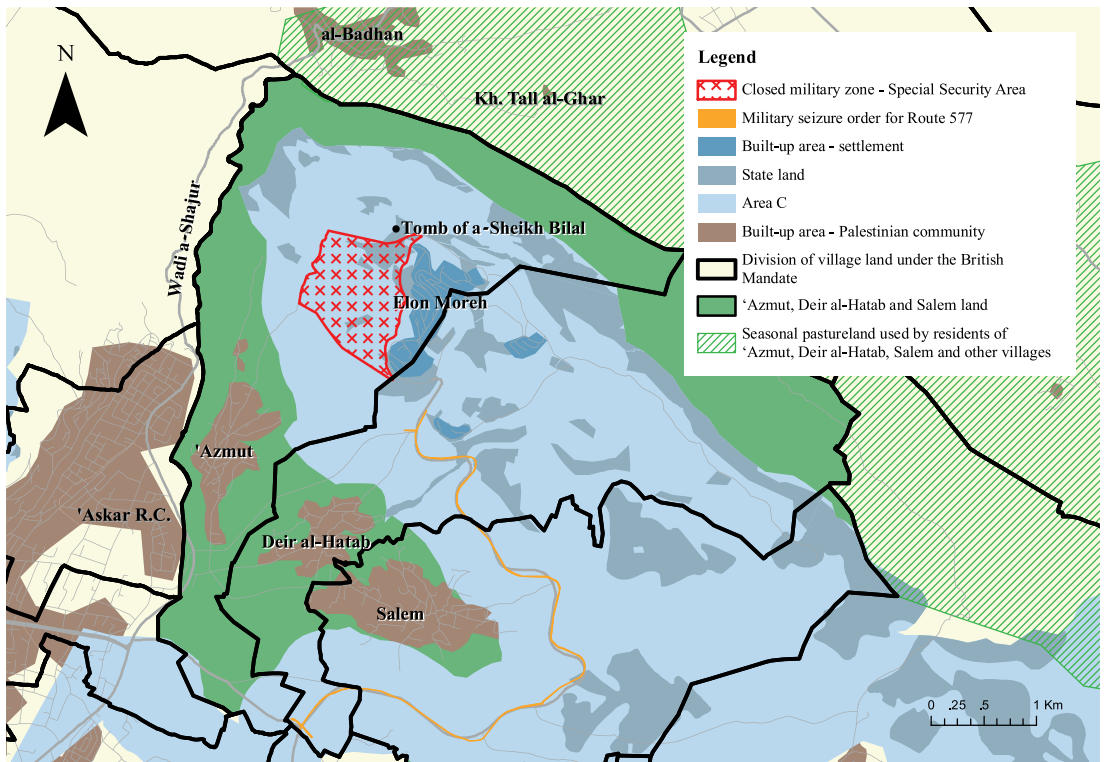 al-Badhan
N
Kh. Tall al-Ghar
Wadi a-Shajur
Tomb of a-Sheikh Bilal
Elon Moreh
'Azmut
'Askar R.C.
Deir al-Hatab
Salem
Legend
Closed military zone - Special Security Area
Military seizure order for Route 577
Built-up area - settlement
State land
Area C
Built-up area - Palestinian community
Division of village land under the British
Mandate
‘Azmut, Deir al-Hatab and Salem land
Seasonal pastureland used by residents of
‘Azmut, Deir al-Hatab, Salem and other villages
0 .25 .5 1 Km